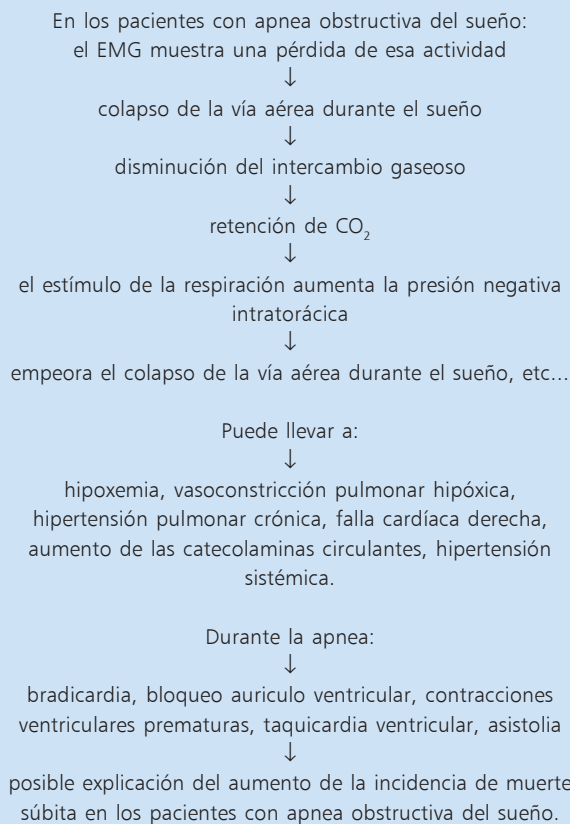 En los pacientes con apnea obstructiva del sueño:
el EMG muestra una pérdida de esa actividad
↓
colapso de la vía aérea durante el sueño
↓
disminución del intercambio gaseoso
↓
retención de CO₂
↓
el estímulo de la respiración aumenta la presión negativa
intratorácica
↓
empeora el colapso de la vía aérea durante el sueño, etc...
Puede llevar a:
↓
hipoxemia, vasoconstricción pulmonar hipóxica,
hipertensión pulmonar crónica, falla cardíaca derecha,
aumento de las catecolaminas circulantes, hipertensión
sistémica.
Durante la apnea:
↓
bradicardia, bloqueo auriculo ventricular, contracciones
ventriculares prematuras, taquicardia ventricular, asistolia
↓
posible explicación del aumento de la incidencia de muerte
súbita en los pacientes con apnea obstructiva del sueño.